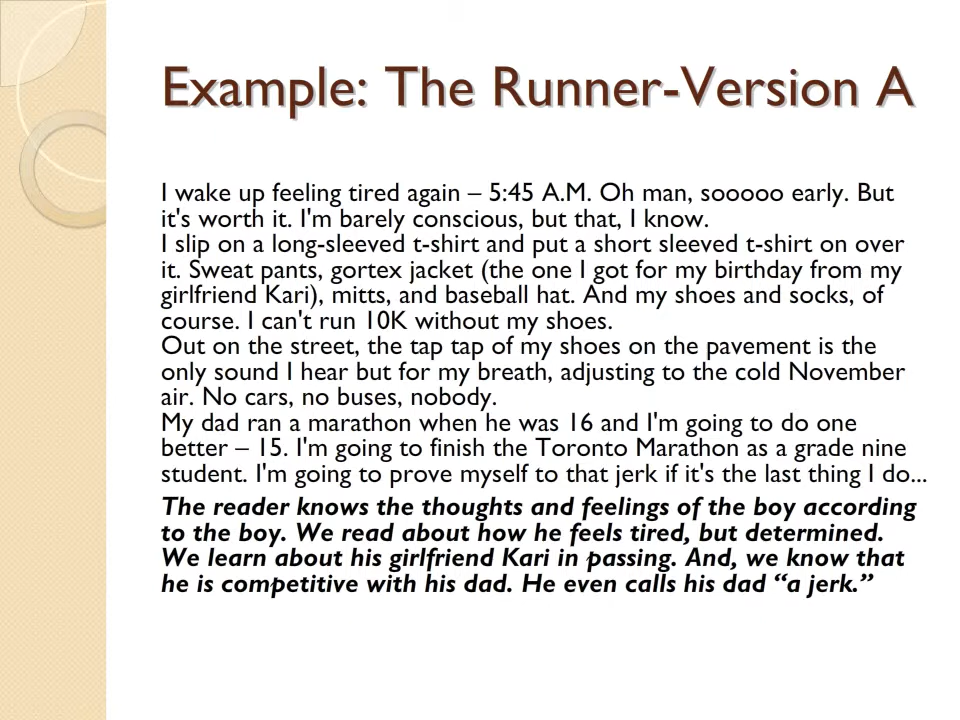 Example: The Runner-Version A
I wake up feeling tired again – 5:45 A.M. Oh man, sooooo early. But
it's worth it. I'm barely conscious, but that, I know.
I slip on a long-sleeved t-shirt and put a short sleeved t-shirt on over
it. Sweat pants, gortex jacket (the one I got for my birthday from my
girlfriend Kari), mitts, and baseball hat. And my shoes and socks, of
course. I can't run 10K without my shoes.
Out on the street, the tap tap of my shoes on the pavement is the
only sound I hear but for my breath, adjusting to the cold November
air. No cars, no buses, nobody.
My dad ran a marathon when he was 16 and I'm going to do one
better – 15. I'm going to finish the Toronto Marathon as a grade nine
student. I'm going to prove myself to that jerk if it's the last thing I do...
The reader knows the thoughts and feelings of the boy according
to the boy. We read about how he feels tired, but determined.
We learn about his girlfriend Kari in passing. And, we know that
he is competitive with his dad. He even calls his dad “a jerk.”